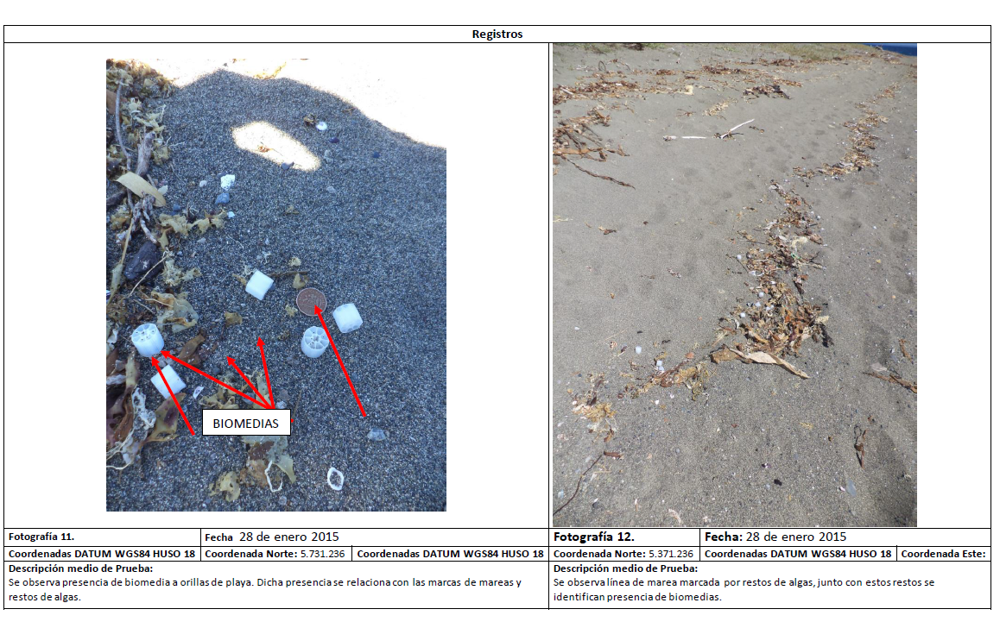 Registros
BIOMEDIAS
Fotografía 11.
Fecha 28 de enero 2015
Fotografía 12.
Fecha: 28 de enero 2015
Coordenadas DATUM WGS84 HUSO 18
Coordenada Norte: 5.731.236
Coordenadas DATUM WGS84 HUSO 18
Coordenada Norte: 5.371.236
Coordenadas DATUM WGS84 HUSO 18
Coordenada Este:
Descripción medio de Prueba:
Se observa presencia de biomedia a orillas de playa. Dicha presencia se relaciona con las marcas de mareas y
restos de algas.
Descripción medio de Prueba:
Se observa línea de marea marcada por restos de algas, junto con estos restos se
identifican presencia de biomedias.